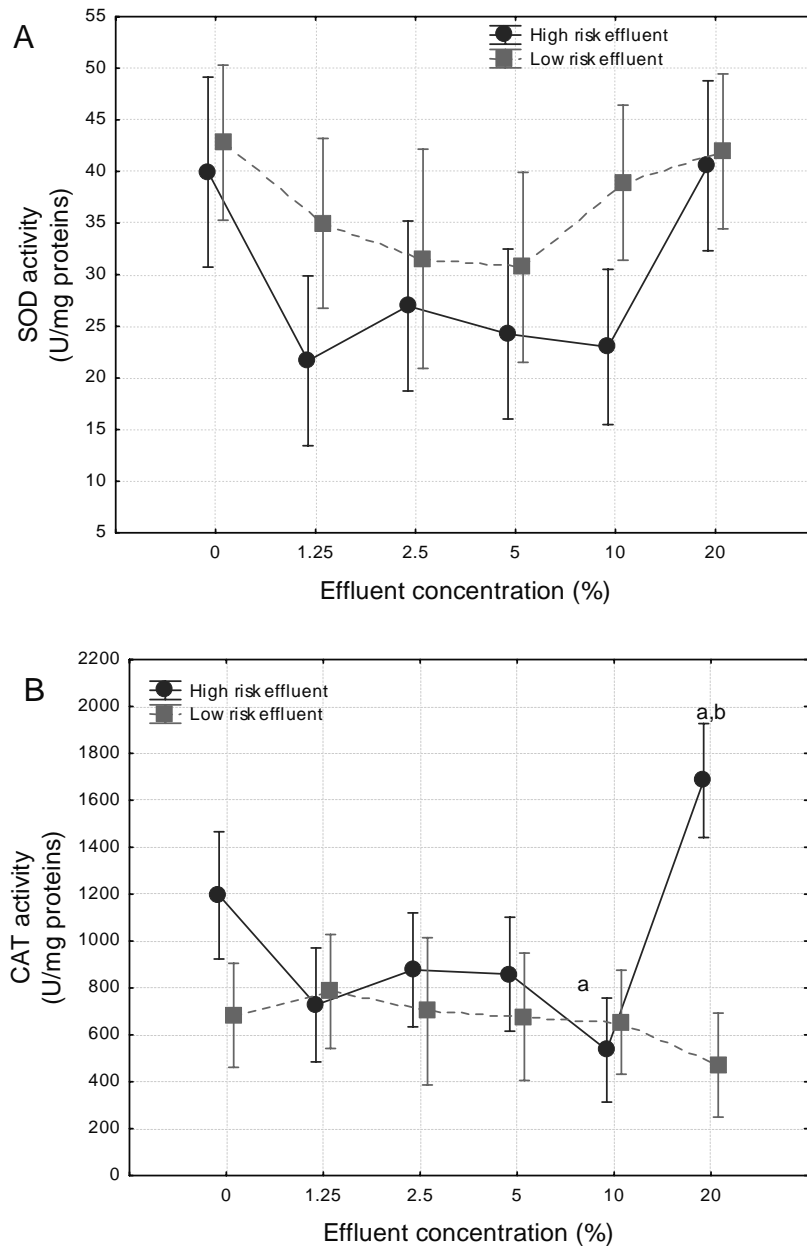 A
55
High risk effluent
Low risk effluent
50
45
40
35
30
25
20
15
10
5
SOD activity
(U/mg proteins)
0 1.25 2.5 5 10 20
Effluent concentration (%)
B
2200
High risk effluent
Low risk effluent
2000
a,b
1800
1600
1400
1200
1000
800
a
600
400
200
0
CAT activity
(U/mg proteins)
0 1.25 2.5 5 10 20
Effluent concentration (%)